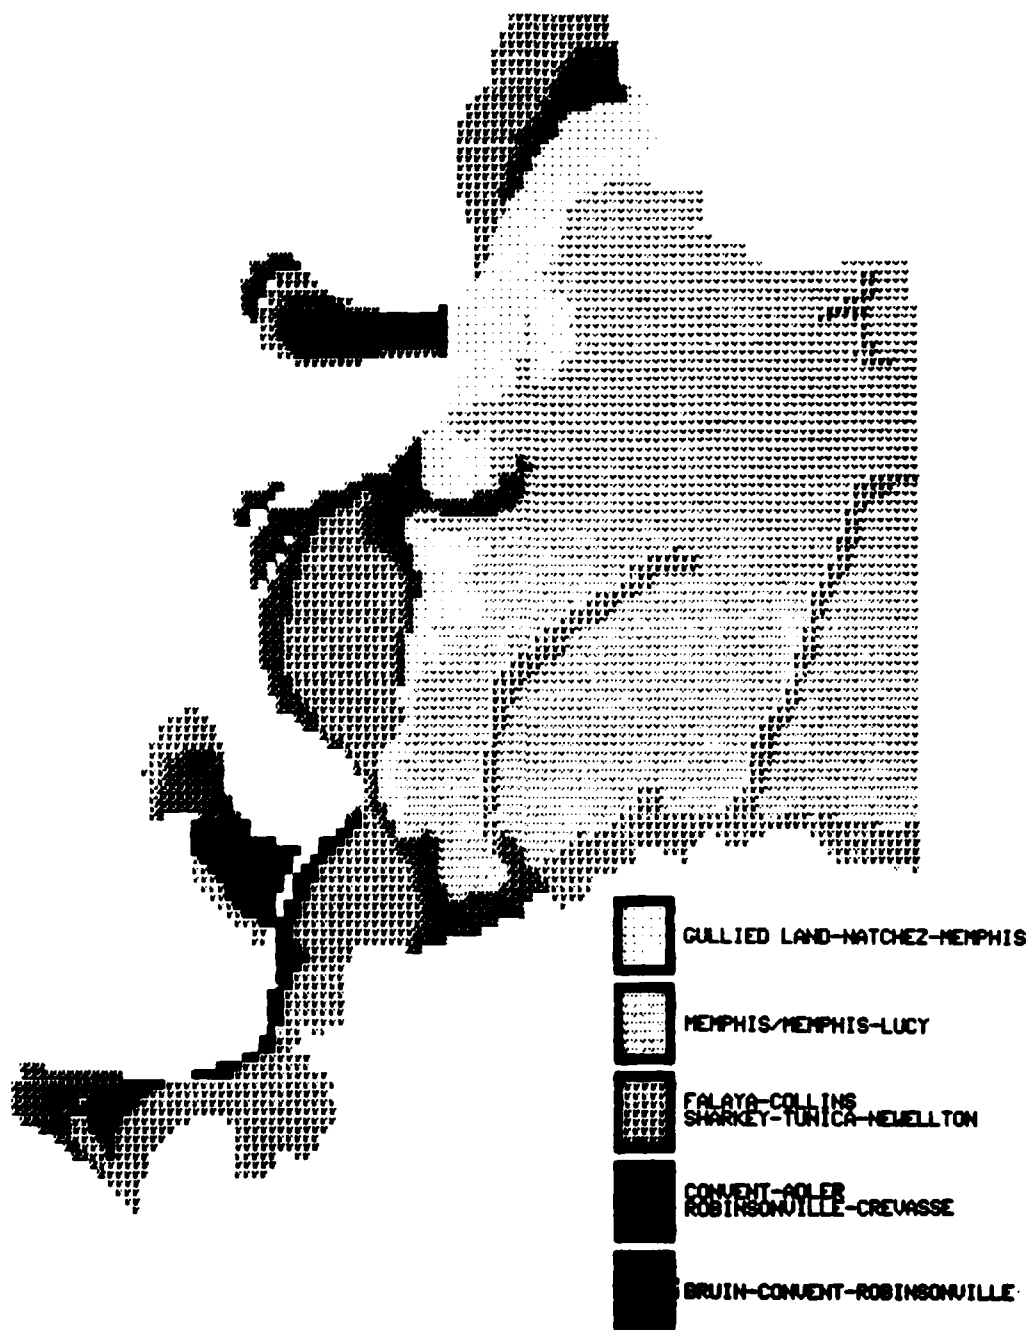 GULLIED LAND-NATCHEZ-MEMPHIS
MEMPHIS/MEMPHIS-LUCY
FALAYA-COLLINS
SHARKEY-TUNICA-NEWELLTON
CONVENT-ADLER
ROBINSONVILLE-CREVASSE
BRUIN-CONVENT-ROBINSONVILLE